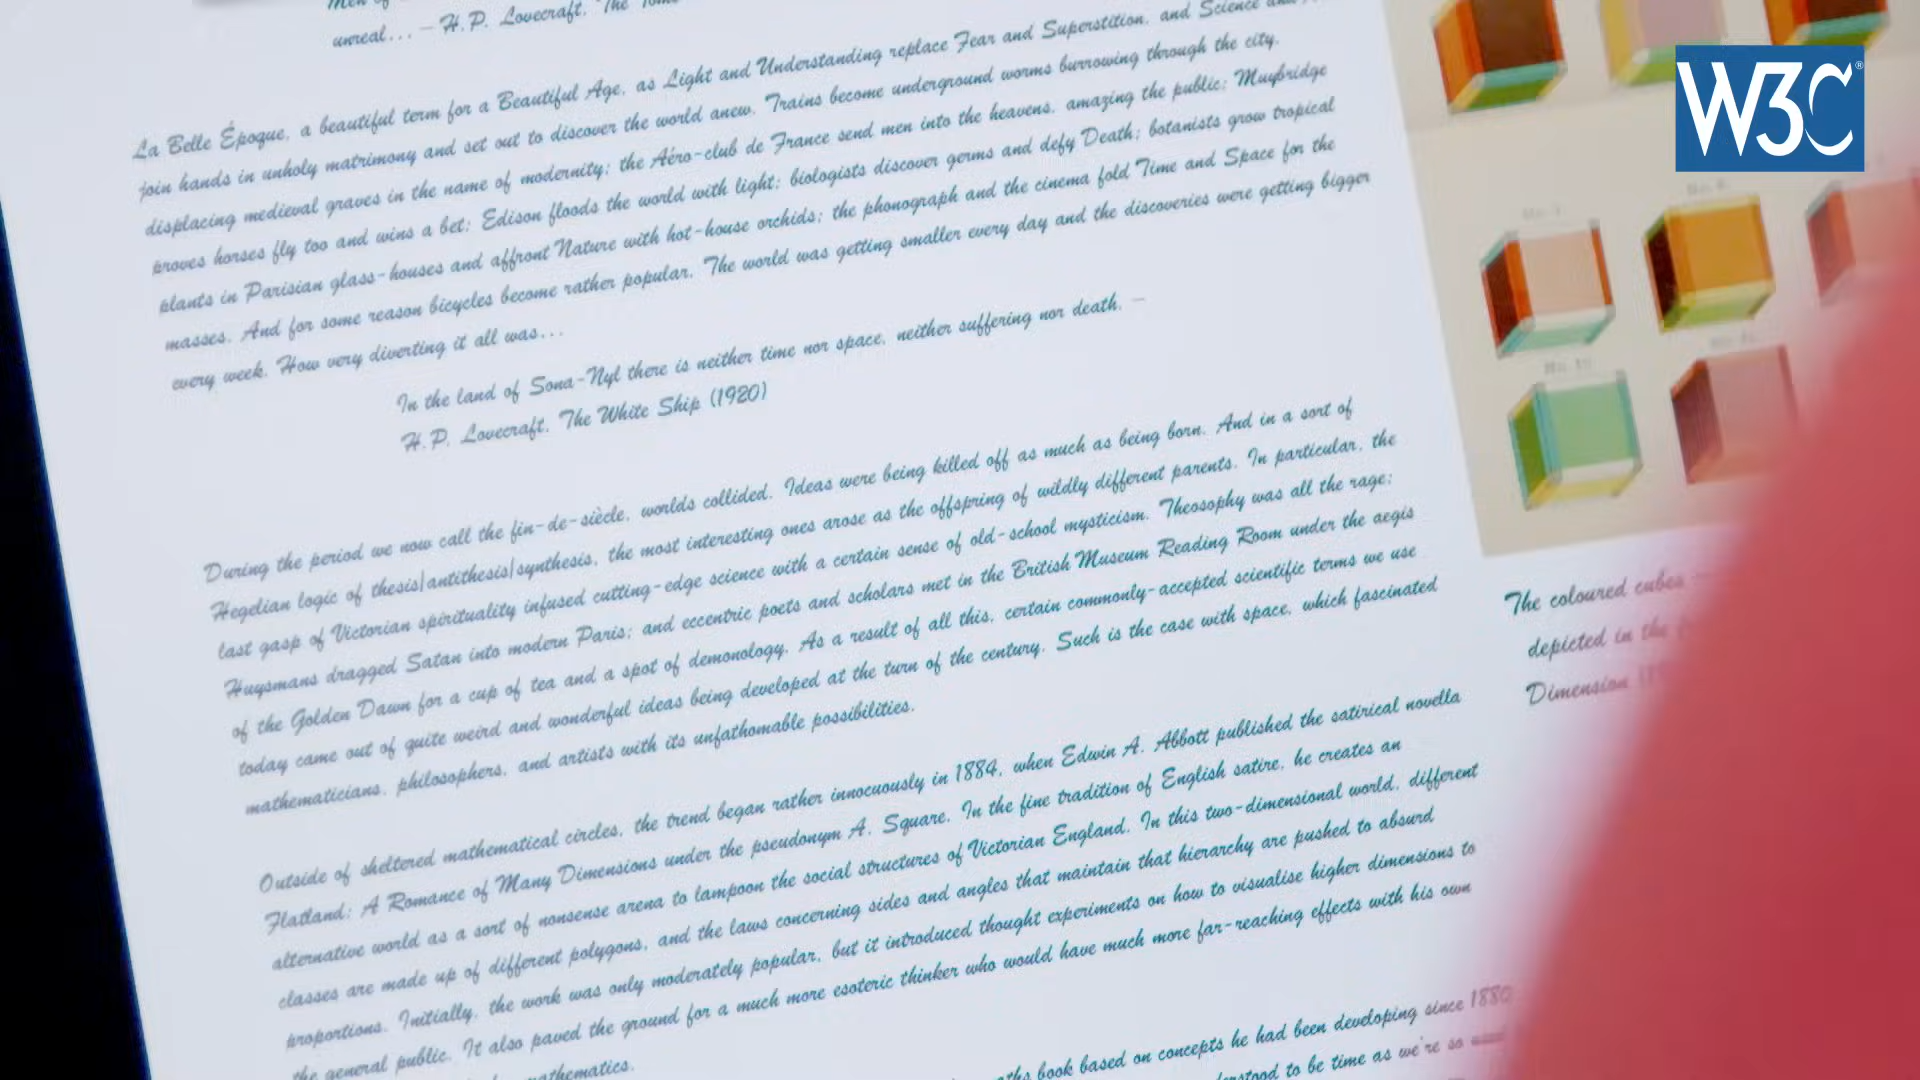 unreal... – H.P. Lovecraft, The
La Belle Époque, a beautiful term for a Beautiful Age, as Light and Understanding replace Fear and Superstition, and Science and
join hands in unholy matrimony and set out to discover the world anew. Trains become underground worms burrowing through the city,
displacing medieval graves in the name of modernity; the Aéro-club de France send men into the heavens, amazing the public; Muybridge
proves horses fly too and wins a bet; Edison floods the world with light; biologists discover germs and defy Death; botanists grow tropical
plants in Parisian glass-houses and affront Nature with hot-house orchids; the phonograph and the cinema fold Time and Space for the
masses. And for some reason bicycles become rather popular. The world was getting smaller every day and the discoveries were getting bigger
every week. How very diverting it all was...
In the land of Sona-Nyl there is neither time nor space, neither suffering nor death. –
H.P. Lovecraft, The White Ship (1920)
During the period we now call the fin-de-siècle, worlds collided. Ideas were being killed off as much as being born. And in a sort of
Hegelian logic of thesis/antithesis/synthesis, the most interesting ones arose as the offspring of wildly different parents. In particular, the
last gasp of Victorian spirituality infused cutting-edge science with a certain sense of old-school mysticism. Theosophy was all the rage;
Huysmans dragged Satan into modern Paris; and eccentric poets and scholars met in the British Museum Reading Room under the aegis
of the Golden Dawn for a cup of tea and a spot of demonology. As a result of all this, certain commonly-accepted scientific terms we use
today came out of quite weird and wonderful ideas being developed at the turn of the century. Such is the case with space, which fascinated
mathematicians, philosophers, and artists with its unfathomable possibilities.
Outside of sheltered mathematical circles, the trend began rather innocuously in 1884, when Edwin A. Abbott published the satirical novella
Flatland: A Romance of Many Dimensions under the pseudonym A. Square. In the fine tradition of English satire, he creates an
alternative world as a sort of nonsense arena to lampoon the social structures of Victorian England. In this two-dimensional world, different
classes are made up of different polygons, and the laws concerning sides and angles that maintain that hierarchy are pushed to absurd
proportions. Initially, the work was only moderately popular, but it introduced thought experiments on how to visualise higher dimensions to
the general public. It also paved the ground for a much more esoteric thinker who would have much more far-reaching effects with his own
mathematics.
book based on concepts he had been developing since 1880
to be time as we're so
The coloured cubes
depicted in the
Dimension
W3C®